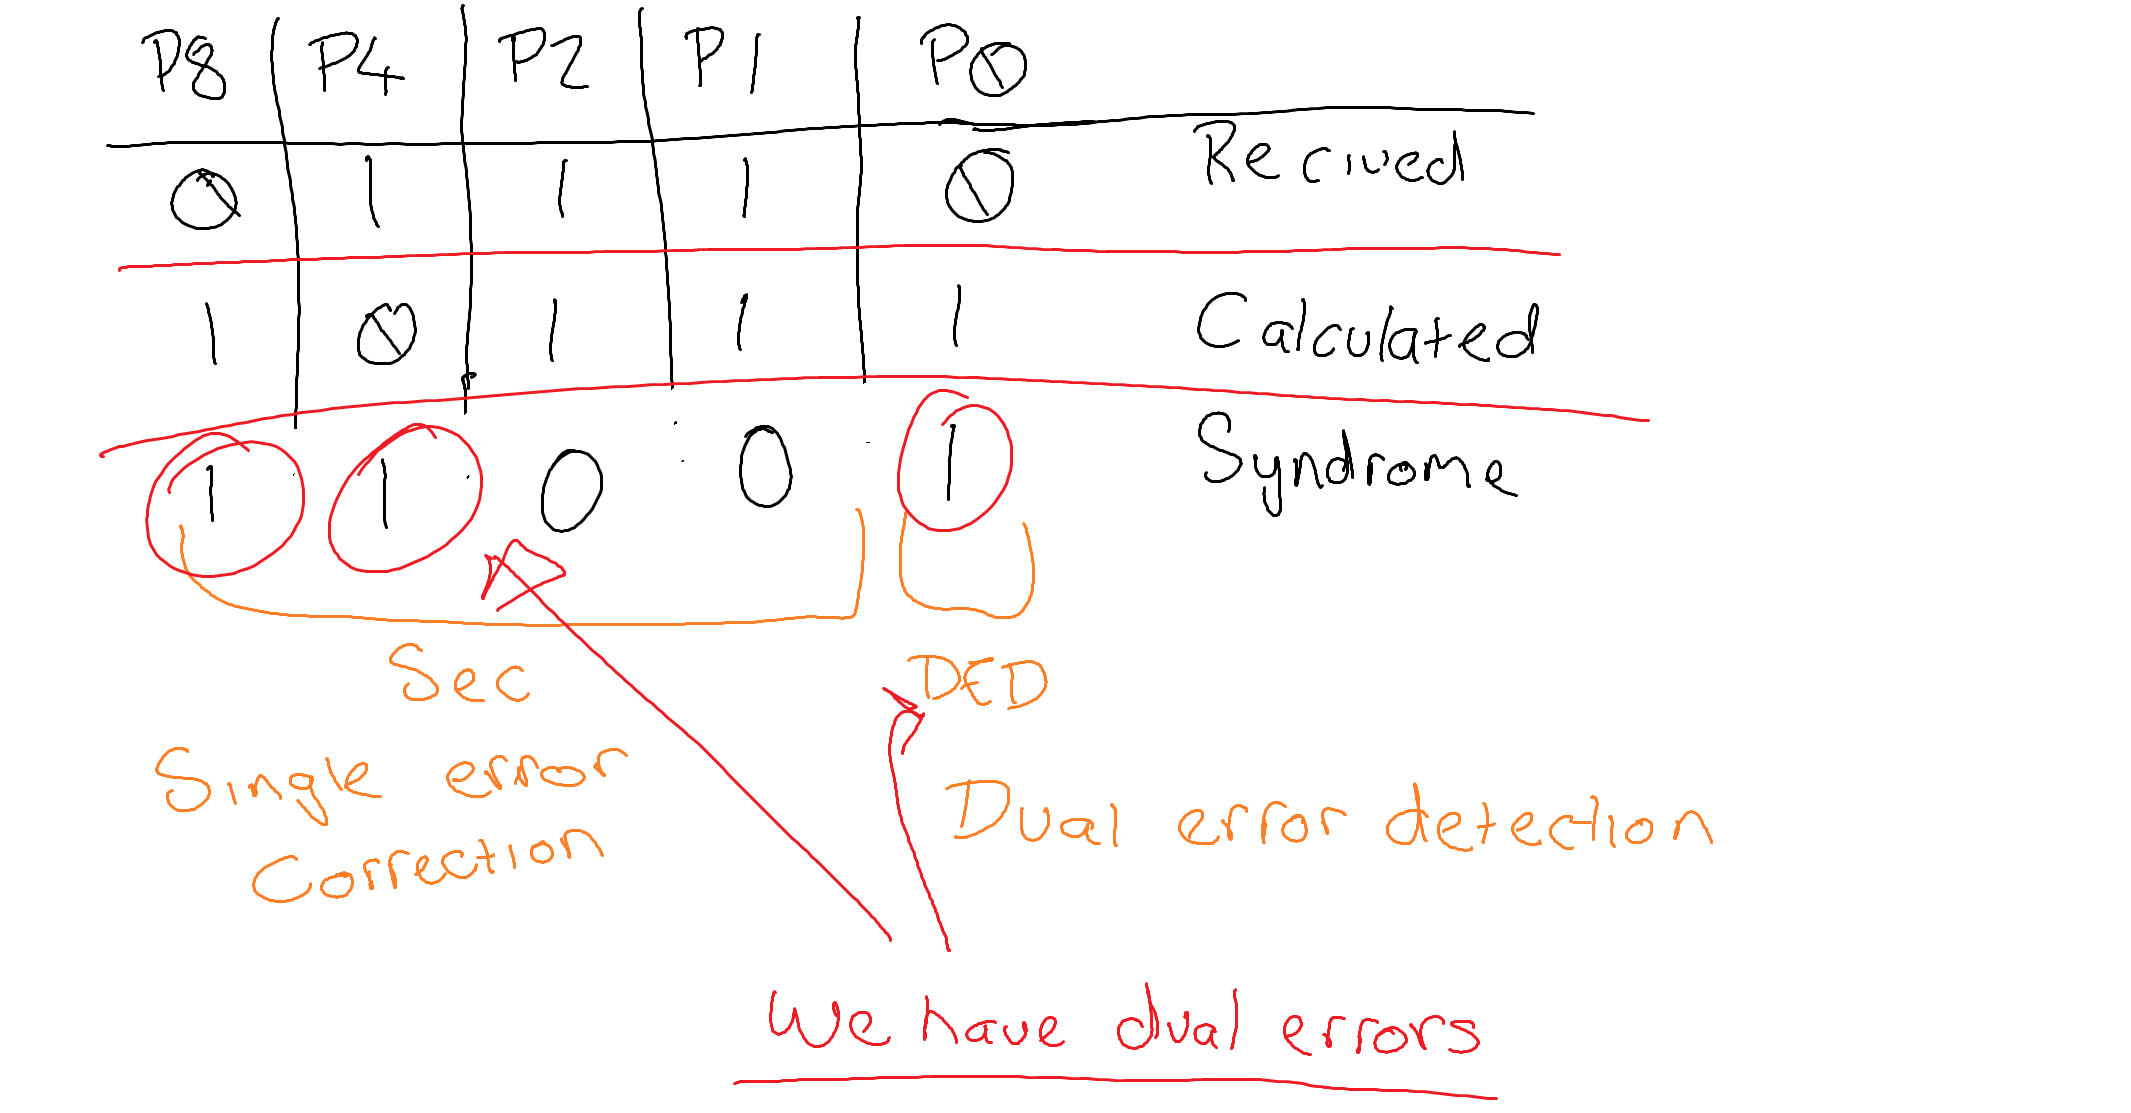 P8 P4 P2 P1 P0
0 1 1 1 0 Recived
1 0 1 1 1 Calculated
1 1 0 0 1 Syndrome
Sec DED
Single error
Correction
Dual error detection
We have dual errors